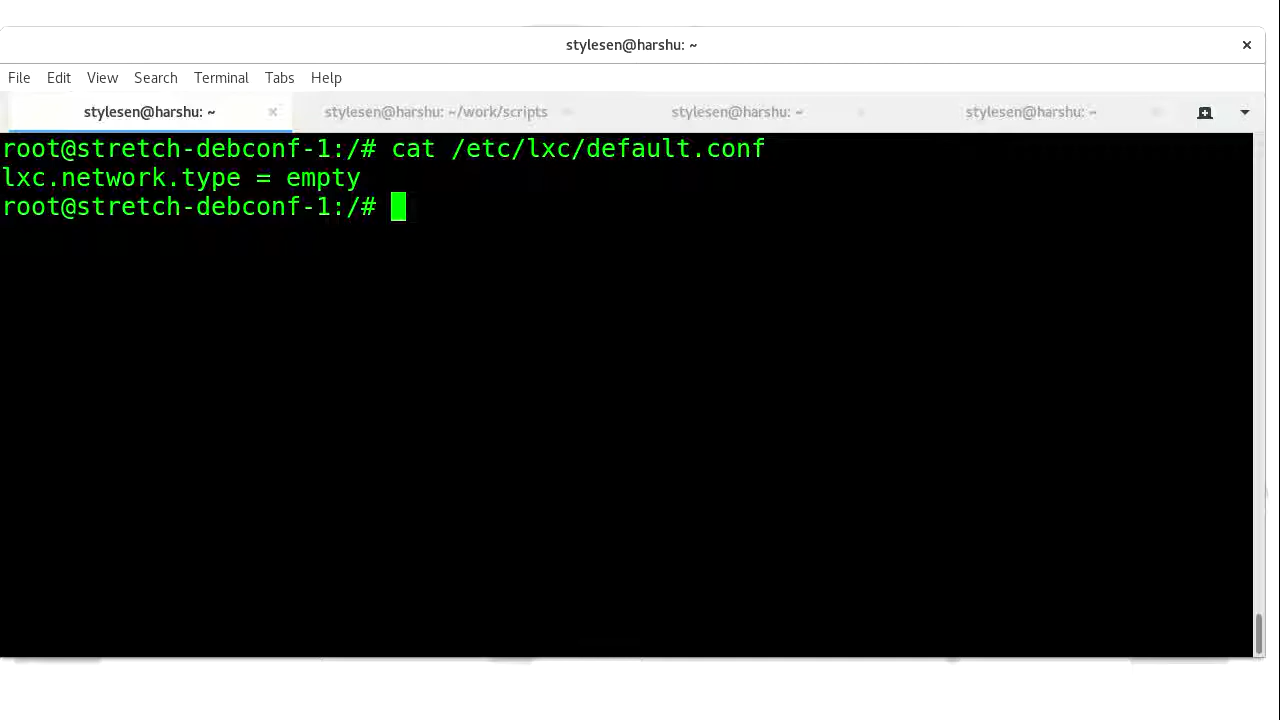 stylesen@harshu: ~
File Edit View Search Terminal Tabs Help
stylesen@harshu: ~ stylesen@harshu: ~/work/scripts stylesen@harshu: ~ stylesen@harshu: ~
root@stretch-debconf-1:/# cat /etc/lxc/default.conf
lxc.network.type = empty
root@stretch-debconf-1:/#